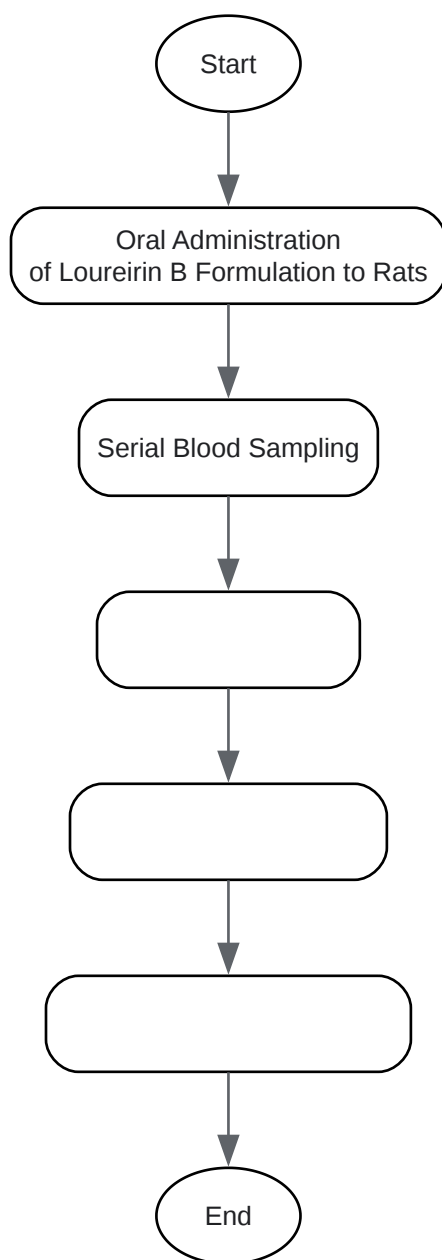 Start
Oral Administration
of Loureirin B Formulation to Rats
Serial Blood Sampling
End